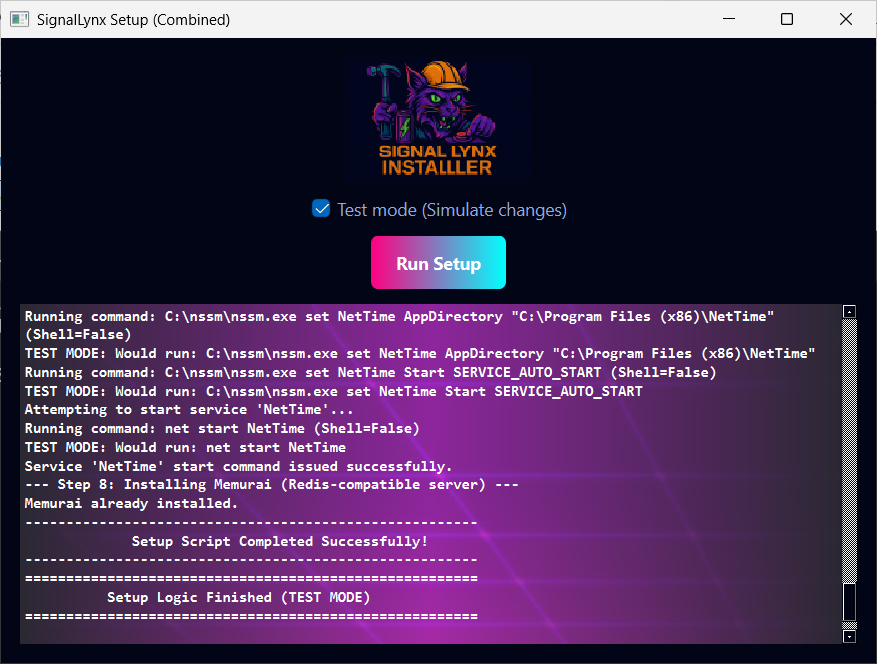 SignalLynx Setup (Combined)
SIGNAL LYNX
INSTALLLER
Test mode (Simulate changes)
Run Setup
Running command: C:\nssm\nssm.exe set NetTime AppDirectory "C:\Program Files (x86)\NetTime"
(Shell=False)
TEST MODE: Would run: C:\nssm\nssm.exe set NetTime AppDirectory "C:\Program Files (x86)\NetTime"
Running command: C:\nssm\nssm.exe set NetTime Start SERVICE_AUTO_START (Shell=False)
TEST MODE: Would run: C:\nssm\nssm.exe set NetTime Start SERVICE_AUTO_START
Attempting to start service 'NetTime'...
Running command: net start NetTime (Shell=False)
TEST MODE: Would run: net start NetTime
Service 'NetTime' start command issued successfully.
--- Step 8: Installing Memurai (Redis-compatible server) ---
Memurai already installed.
-------------------------------------------------------
Setup Script Completed Successfully!
-------------------------------------------------------
=======================================================
Setup Logic Finished (TEST MODE)
=======================================================